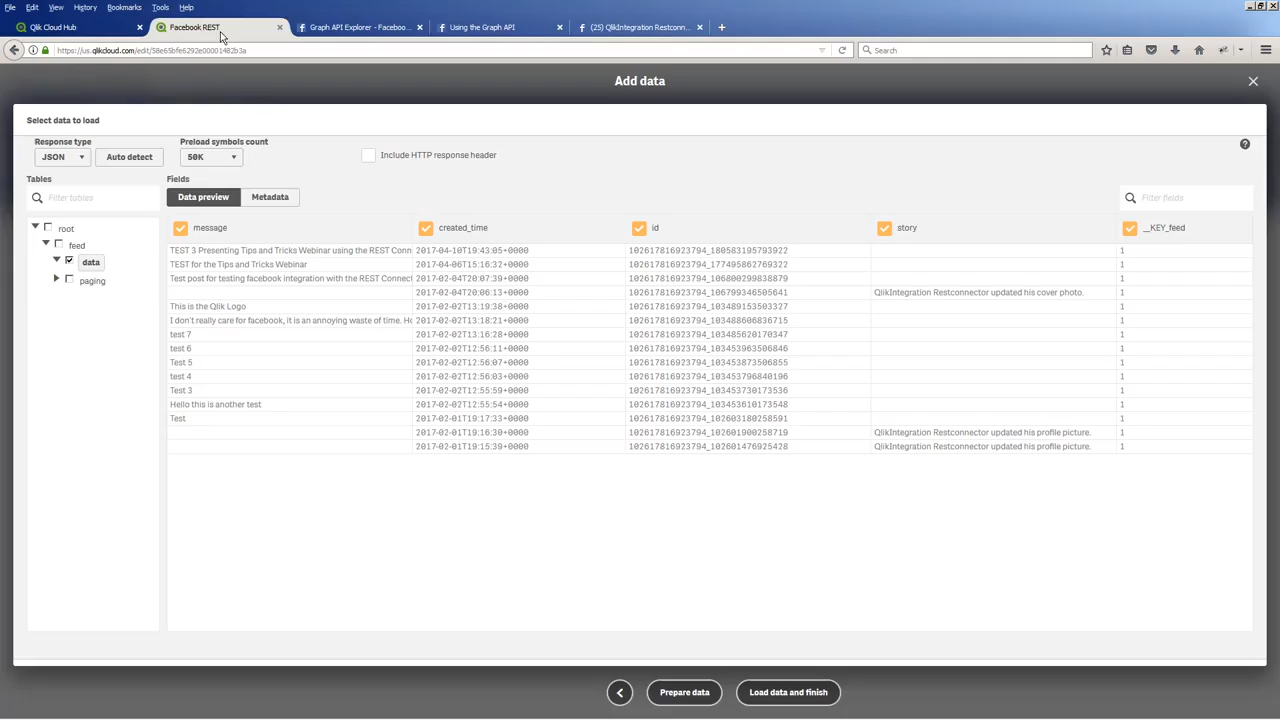 File Edit View History Bookmarks Tools Help
Qlik Cloud Hub
Facebook REST
Graph API Explorer - Faceboo...
Using the Graph API
(25) QlikIntegration Restconn...
https://us.qlikcloud.com/edit/58e65bfe6292e00001482b3a
Search
Add data
Select data to load
Response type
Preload symbols count
JSON
Auto detect
50K
Include HTTP response header
Tables
Fields
Filter tables
Data preview
Metadata
Filter fields
root
feed
data
paging
message created_time id story __KEY_feed
TEST 3 Presenting Tips and Tricks Webinar using the REST Conn 2017-04-10T19:43:05+0000 102617816923794_180583195793922 1
TEST for the Tips and Tricks Webinar 2017-04-06T15:16:32+0000 102617816923794_177495862769322 1
Test post for testing facebook integration with the REST Connect 2017-02-04T20:07:39+0000 102617816923794_106800299838879 1
2017-02-04T20:06:13+0000 102617816923794_106799346505641 QlikIntegration Restconnector updated his cover photo. 1
This is the Qlik Logo 2017-02-02T13:19:38+0000 102617816923794_103489153503327 1
I don't really care for facebook, it is an annoying waste of time. Ho 2017-02-02T13:18:21+0000 102617816923794_103488606836715 1
test 7 2017-02-02T13:16:28+0000 102617816923794_103485620170347 1
test 6 2017-02-02T12:56:11+0000 102617816923794_103453963506846 1
Test 5 2017-02-02T12:56:07+0000 102617816923794_103453873506855 1
test 4 2017-02-02T12:56:03+0000 102617816923794_103453796840196 1
Test 3 2017-02-02T12:55:59+0000 102617816923794_103453730173536 1
Hello this is another test 2017-02-02T12:55:54+0000 102617816923794_103453610173548 1
Test 2017-02-01T19:17:33+0000 102617816923794_102603180258591 1
2017-02-01T19:16:30+0000 102617816923794_102601900258719 QlikIntegration Restconnector updated his profile picture. 1
2017-02-01T19:15:39+0000 102617816923794_102601476925428 QlikIntegration Restconnector updated his profile picture. 1
Prepare data
Load data and finish